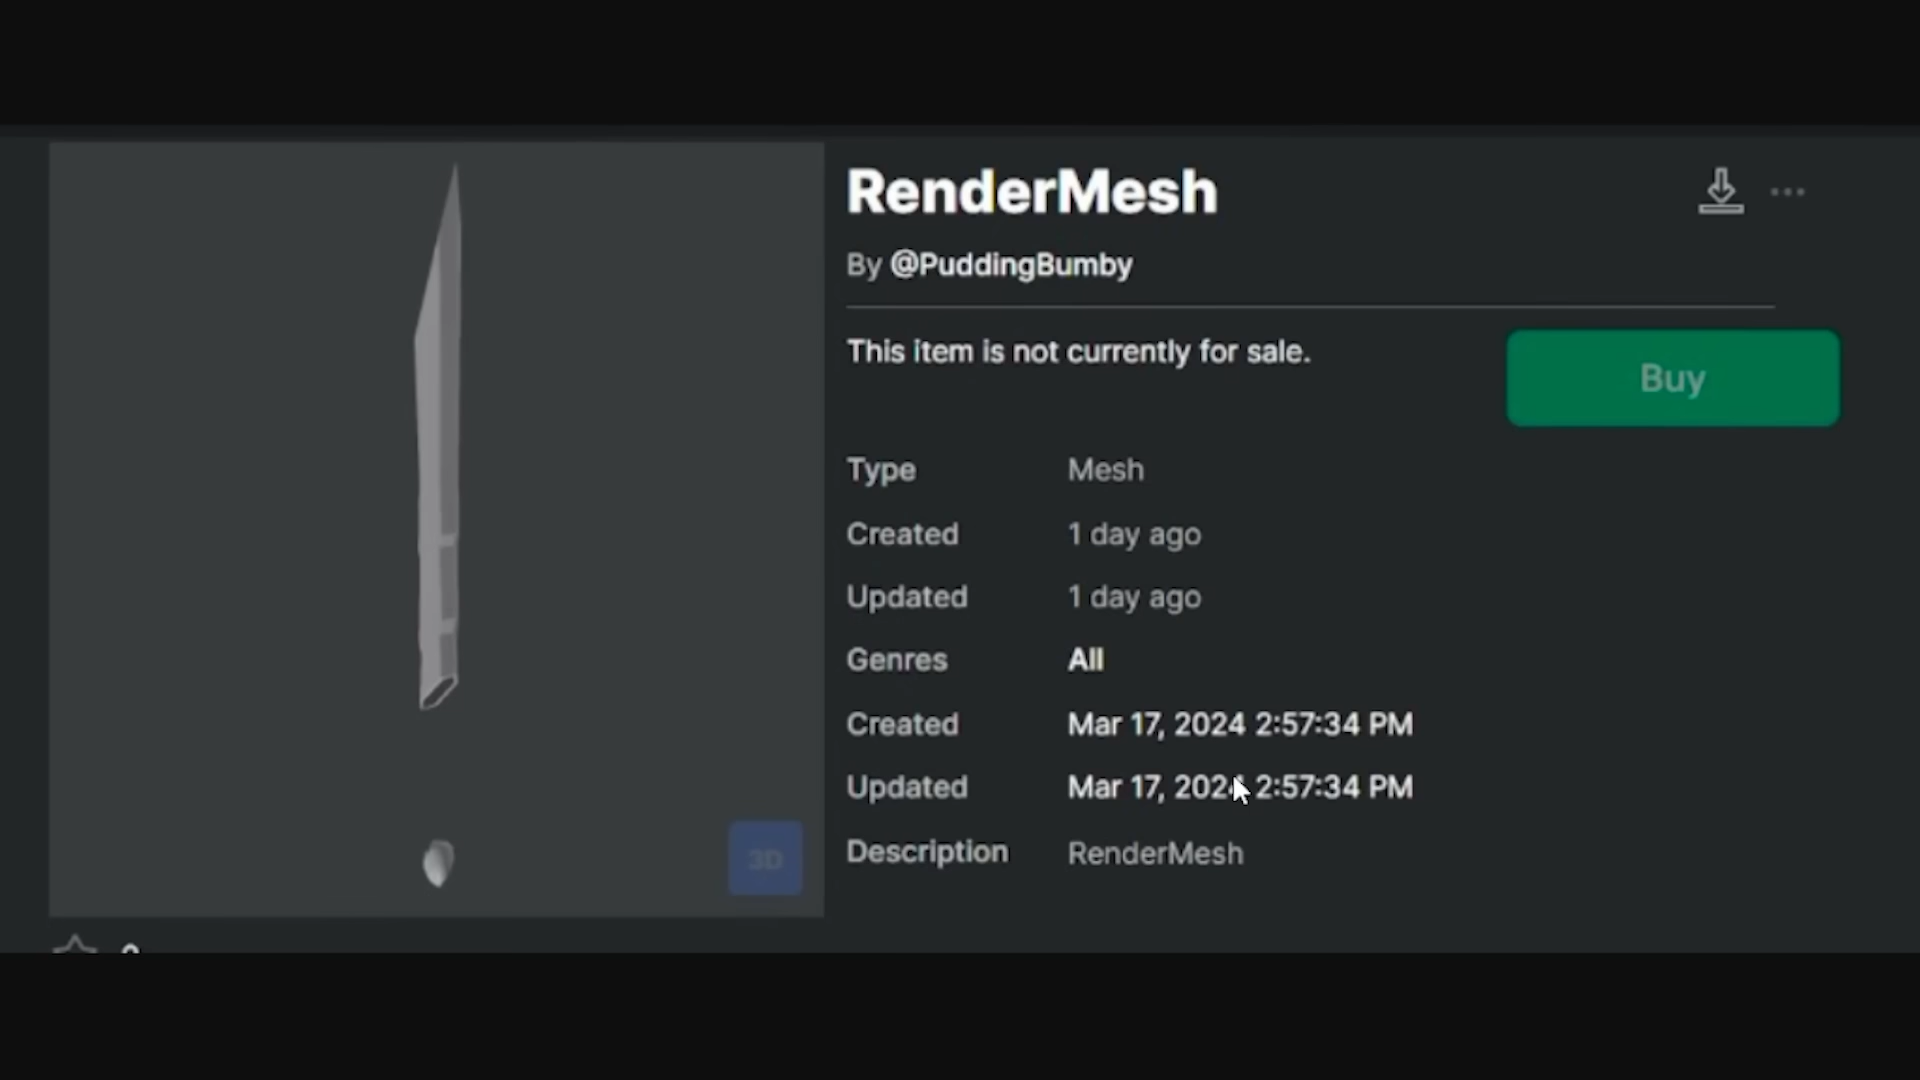 RenderMesh
By @PuddingBumby
This item is not currently for sale.
Buy
Type Mesh
Created 1 day ago
Updated 1 day ago
Genres All
Created Mar 17, 2024 2:57:34 PM
Updated Mar 17, 2024 2:57:34 PM
Description RenderMesh
3D